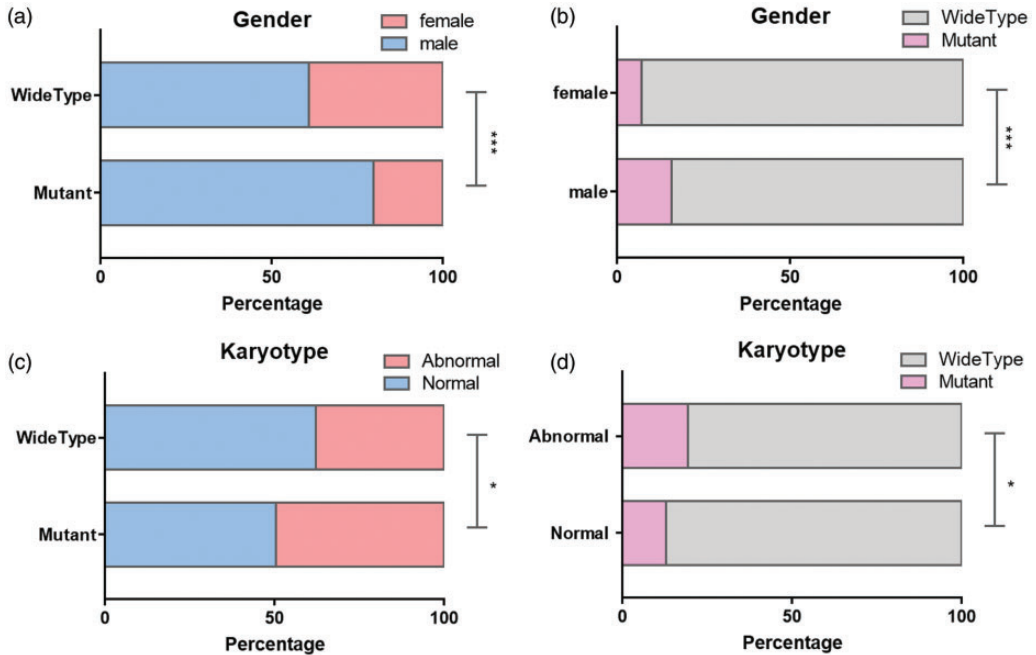 (a)
Gender
female
male
WideType
Mutant
***
0
50
100
Percentage
(b)
Gender
WideType
Mutant
female
male
***
0
50
100
Percentage
(c)
Karyotype
Abnormal
Normal
WideType
Mutant
*
0
50
100
Percentage
(d)
Karyotype
WideType
Mutant
Abnormal
Normal
*
0
50
100
Percentage